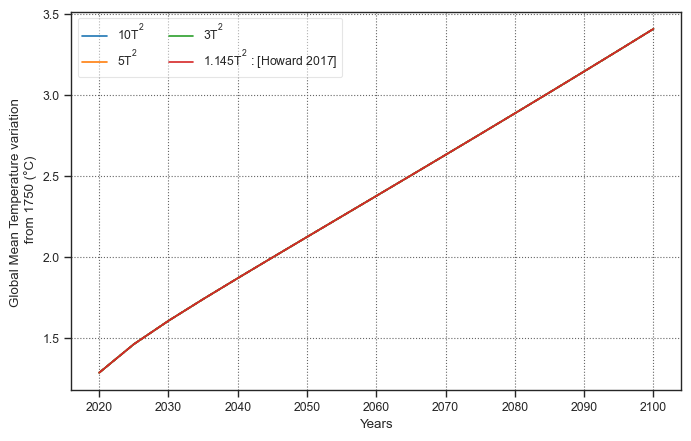 10T²
5T²
3T²
1.145T² : [Howard 2017]
Global Mean Temperature variation
from 1750 (°C)
3.5
3.0
2.5
2.0
1.5
2020 2030 2040 2050 2060 2070 2080 2090 2100
Years